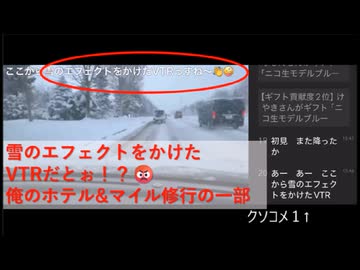 ここから雪のエフェクトをかけたVTRっすね～👏🤪
雪のエフェクトをかけた
VTRだとぉ！？😡
俺のホテル&マイル修行の一部
「ニコ生モデルブルー…
【ギフト貢献度2位】け
やきさんがギフト「ニコ
生モデルブルー…
19 初見 また降ったか
20 あー あー ここ
から雪のエフェク
トをかけたVTR
クソコメ1↑